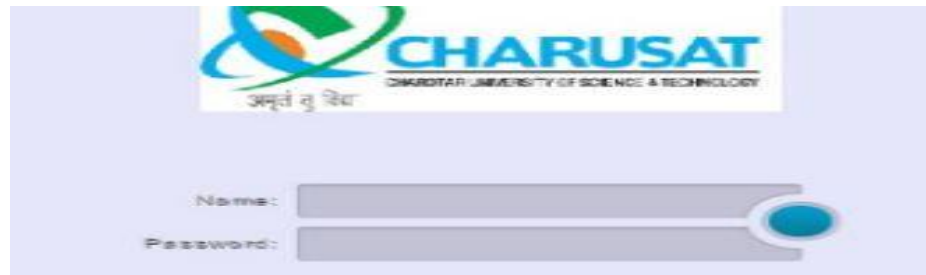 CHARUSAT
CHAROTAR UNIVERSITY OF SCIENCE & TECHNOLOGY
अमृतं तु विद्या
Name:
Password: